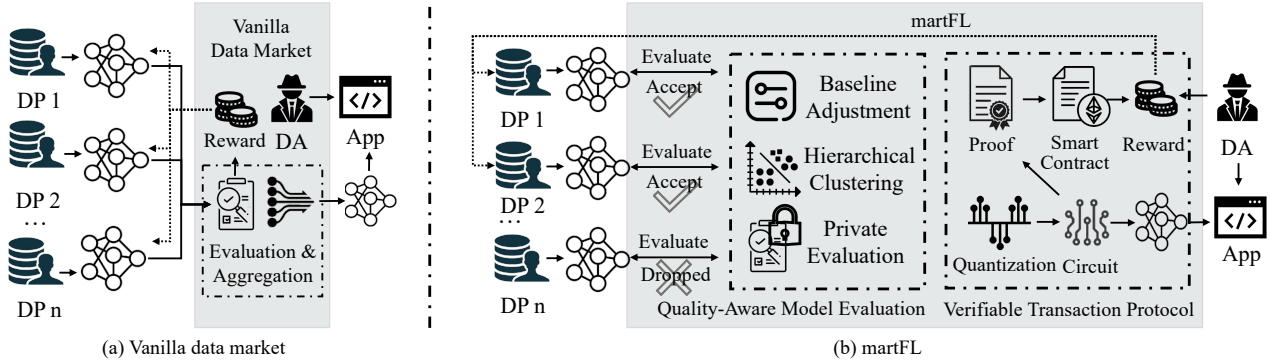 Vanilla
Data Market
DP 1
DP 2
...
DP n
Reward
DA
App
Evaluation &
Aggregation
(a) Vanilla data market
martFL
DP 1
DP 2
...
DP n
Evaluate
Accept
Evaluate
Accept
Evaluate
Dropped
Baseline
Adjustment
Hierarchical
Clustering
Private
Evaluation
Quality-Aware Model Evaluation
Proof
Smart
Contract
Reward
DA
Quantization
Circuit
App
Verifiable Transaction Protocol
(b) martFL